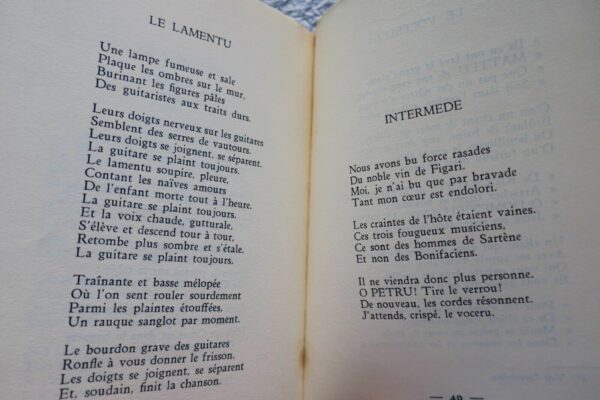 LE LAMENTU
Une lampe fumeuse et sale
Plaque les ombres sur le mur,
Burinant les figures pâles
Des guitaristes aux traits durs.
Leurs doigts nerveux sur les guitares
Semblent des serres de vautours.
Leurs doigts se joignent, se séparent.
La guitare se plaint toujours.
Le lamentu soupire, pleure,
Contant les naïves amours
De l'enfant morte tout à l'heure.
La guitare se plaint toujours.
Et la voix chaude, gutturale,
S'élève et descend tour à tour,
Retombe plus sombre et s'étale.
La guitare se plaint toujours.
Traînante et basse mélopée
Où l'on sent rouler sourdement
Parmi les plaintes étouffées,
Un rauque sanglot par moment.
Le bourdon grave des guitares
Ronfle à vous donner le frisson.
Les doigts se joignent, se séparent
Et, soudain, finit la chanson.
INTERMEDE
Nous avons bu force rasades
Du noble vin de Figari.
Moi, je n'ai bu que par bravade
Tant mon cœur est endolori.
Les craintes de l'hôte étaient vaines.
Ces trois fougueux musiciens,
Ce sont des hommes de Sartène
Et non des Bonifaciens.
Il ne viendra donc plus personne.
O PETRU! Tire le verrou!
De nouveau, les cordes résonnent.
J'attends, crispé, le voceru.
— 49 —